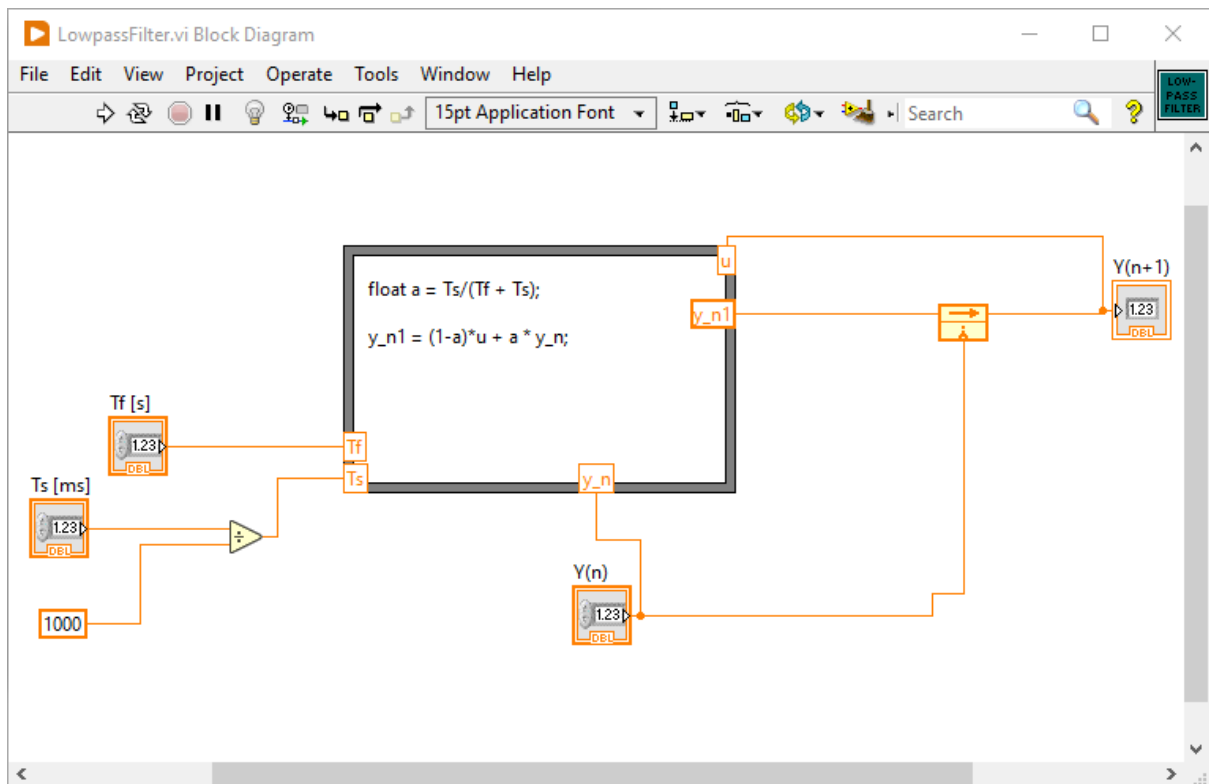 LowpassFilter.vi Block Diagram
File Edit View Project Operate Tools Window Help
15pt Application Font
Search
LOW-
PASS
FILTER
u
float a = Ts/(Tf + Ts);
Y(n+1)
1.23
DBL
y_n1
y_n1 = (1-a)*u + a * y_n;
Tf [s]
1.23
DBL
Tf
Ts [ms]
Ts
y_n
1.23
DBL
Y(n)
1000
1.23
DBL